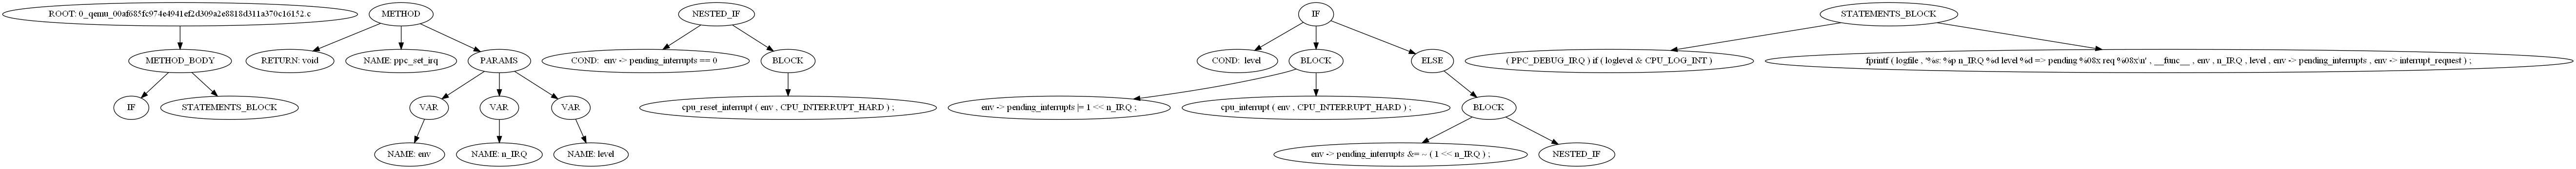 ROOT: 0_qemu_00af685fc974e4941ef2d309a2e8818d311a370c16152.c
METHOD
NESTED_IF
IF
STATEMENTS_BLOCK
METHOD_BODY
RETURN: void
NAME: ppc_set_irq
PARAMS
COND: env -> pending_interrupts == 0
BLOCK
COND: level
BLOCK
ELSE
( PPC_DEBUG_IRQ ) if ( loglevel & CPU_LOG_INT )
fprintf ( logfile , "%s: %p n_IRQ %d level %d => pending %08x req %08x\n" , __func__ , env , n_IRQ , level , env -> pending_interrupts , env -> interrupt_request ) ;
IF
STATEMENTS_BLOCK
VAR
VAR
VAR
cpu_reset_interrupt ( env , CPU_INTERRUPT_HARD ) ;
env -> pending_interrupts |= 1 << n_IRQ ;
cpu_interrupt ( env , CPU_INTERRUPT_HARD ) ;
BLOCK
NAME: env
NAME: n_IRQ
NAME: level
env -> pending_interrupts &= ~ ( 1 << n_IRQ ) ;
NESTED_IF